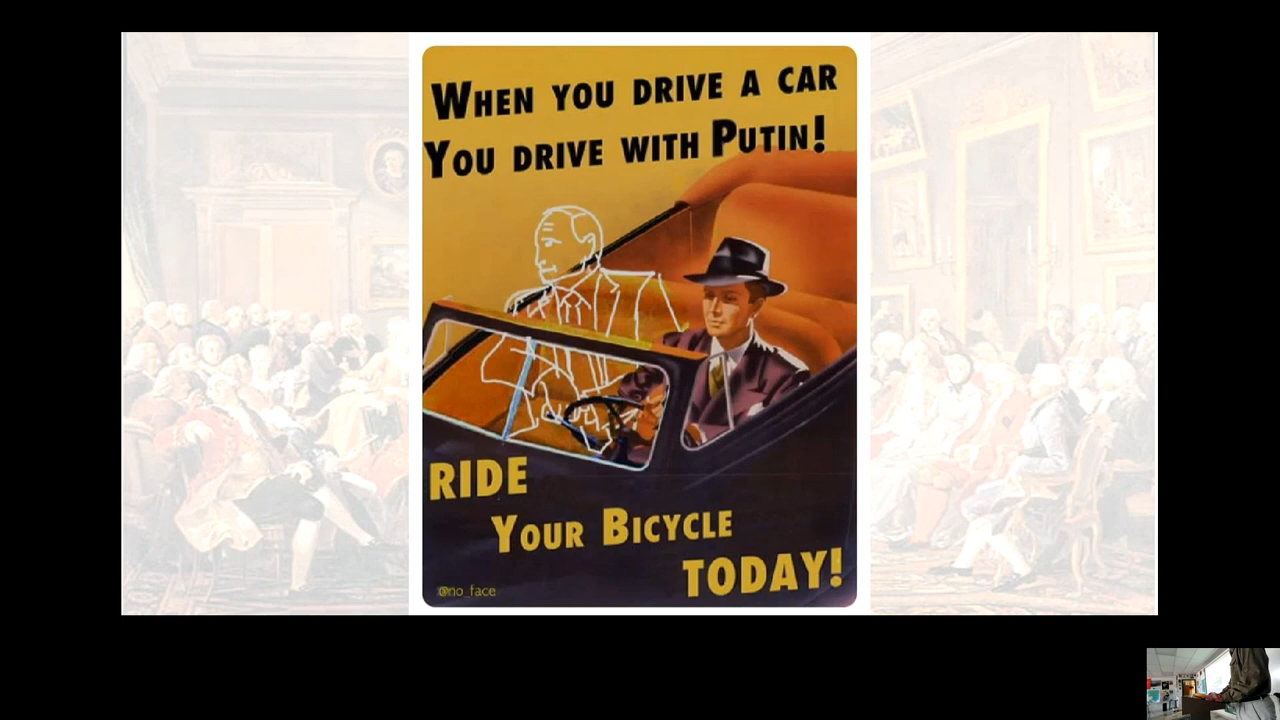 When you drive a car
You drive with Putin!
RIDE
Your Bicycle
TODAY!
@no_face